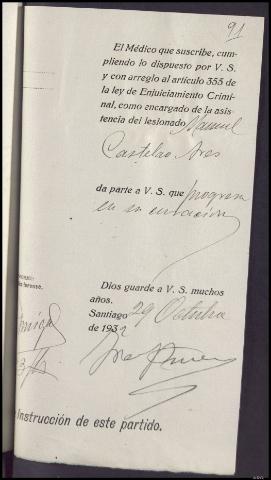 91
El Médico que suscribe, cum-
pliendo lo dispuesto por V. S.
y con arreglo al artículo 355 de
la ley de Enjuiciamiento Crimi-
nal, como encargado de la asis-
tencia del lesionado Manuel
Castelao Ares
da parte a V. S. que progresa
en su curación
Dios guarde a V. S. muchos
años.
Santiago 29 Octubre
de 1932
Instrucción de este partido.